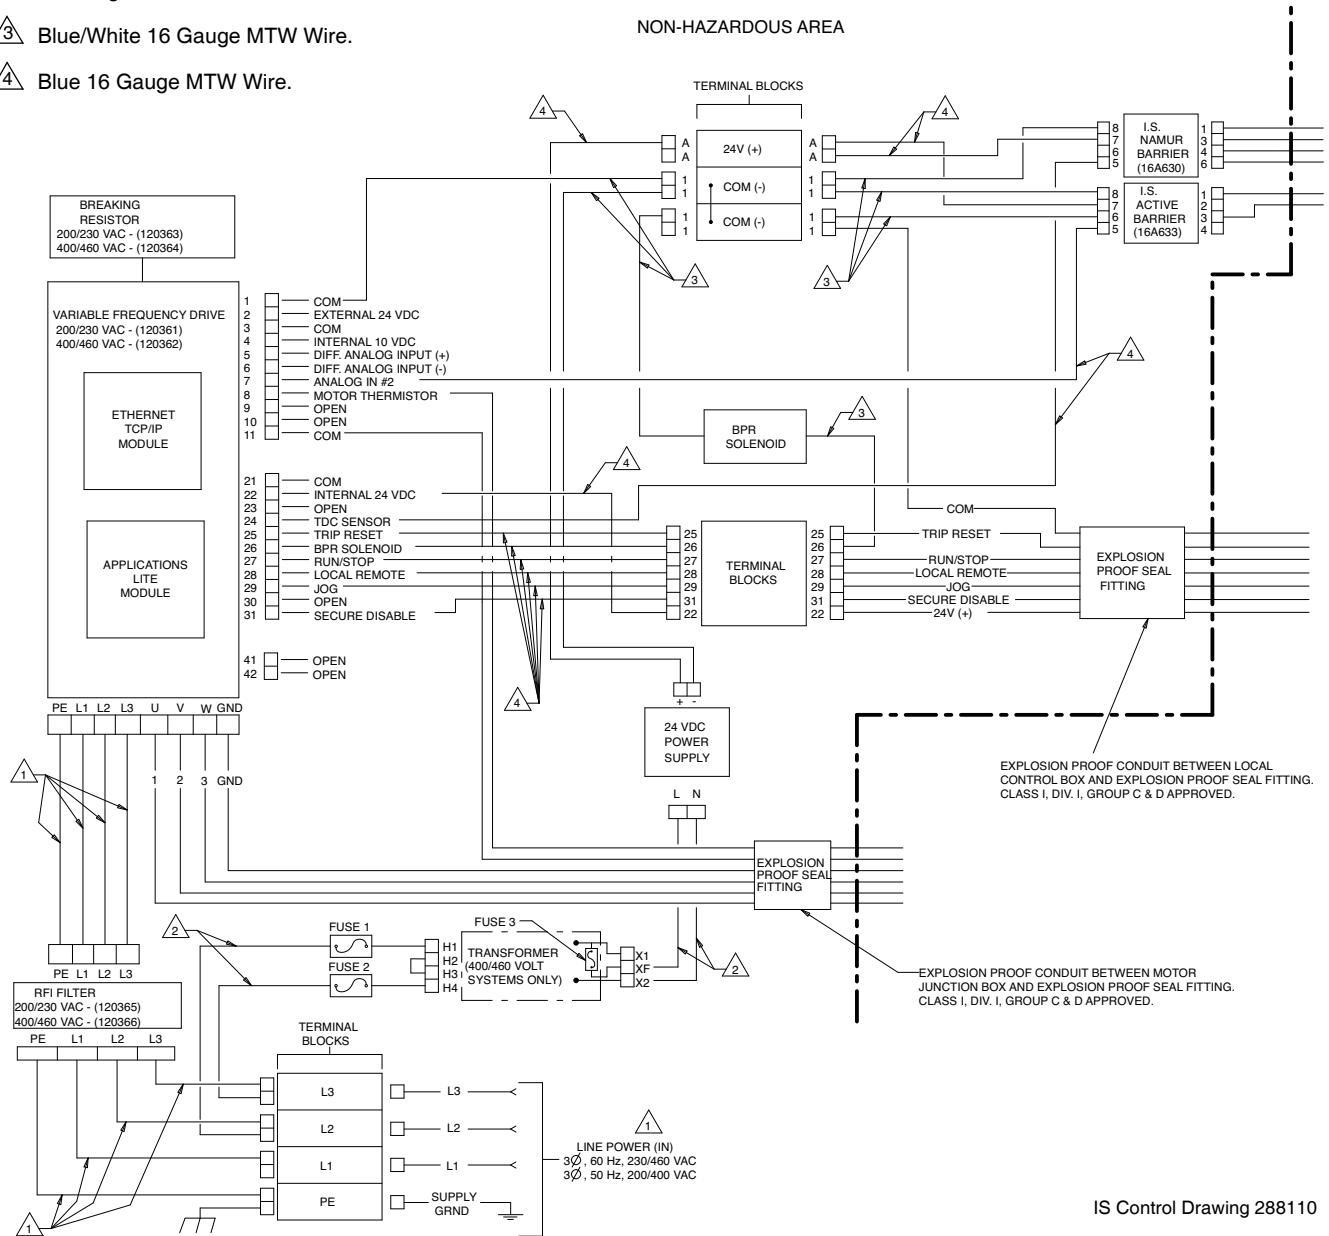 3 Blue/White 16 Gauge MTW Wire.
4 Blue 16 Gauge MTW Wire.
NON-HAZARDOUS AREA
TERMINAL BLOCKS
4
4
A
A
1
1
1
1
24V (+)
COM (-)
COM (-)
A
A
1
1
1
1
8
7
6
5
I.S.
NAMUR
BARRIER
(16A630)
1
3
4
6
8
7
6
5
I.S.
ACTIVE
BARRIER
(16A633)
1
2
3
4
3
3
BREAKING
RESISTOR
200/230 VAC - (120363)
400/460 VAC - (120364)
VARIABLE FREQUENCY DRIVE
200/230 VAC - (120361)
400/460 VAC - (120362)
ETHERNET
TCP/IP
MODULE
APPLICATIONS
LITE
MODULE
1 COM
2 EXTERNAL 24 VDC
3 COM
4 INTERNAL 10 VDC
5 DIFF. ANALOG INPUT (+)
6 DIFF. ANALOG INPUT (-)
7 ANALOG IN #2
8 MOTOR THERMISTOR
9 OPEN
10 OPEN
11 COM
4
BPR
SOLENOID
3
4
21 COM
22 INTERNAL 24 VDC
23 OPEN
24 TDC SENSOR
25 TRIP RESET
26 BPR SOLENOID
27 RUN/STOP
28 LOCAL REMOTE
29 JOG
30 OPEN
31 SECURE DISABLE
41 OPEN
42 OPEN
4
25
26
27
28
29
31
22
TERMINAL
BLOCKS
25
26
27
28
29
31
22
COM
TRIP RESET
RUN/STOP
LOCAL REMOTE
JOG
SECURE DISABLE
24V (+)
EXPLOSION
PROOF SEAL
FITTING
+ -
24 VDC
POWER
SUPPLY
L N
EXPLOSION PROOF CONDUIT BETWEEN LOCAL
CONTROL BOX AND EXPLOSION PROOF SEAL FITTING.
CLASS I, DIV. I, GROUP C & D APPROVED.
PE L1 L2 L3 U V W GND
1
1 2 3 GND
EXPLOSION
PROOF SEAL
FITTING
EXPLOSION PROOF CONDUIT BETWEEN MOTOR
JUNCTION BOX AND EXPLOSION PROOF SEAL FITTING.
CLASS I, DIV. I, GROUP C & D APPROVED.
2
FUSE 1
FUSE 2
H1
H2
H3
H4
FUSE 3
TRANSFORMER
(400/460 VOLT
SYSTEMS ONLY)
X1
XF
X2
2
PE L1 L2 L3
RFI FILTER
200/230 VAC - (120365)
400/460 VAC - (120366)
PE L1 L2 L3
TERMINAL
BLOCKS
L3 L3
L2 L2
L1 L1
PE SUPPLY
GRND
1
LINE POWER (IN)
3Ø, 60 Hz, 230/460 VAC
3Ø, 50 Hz, 200/400 VAC
1
IS Control Drawing 288110